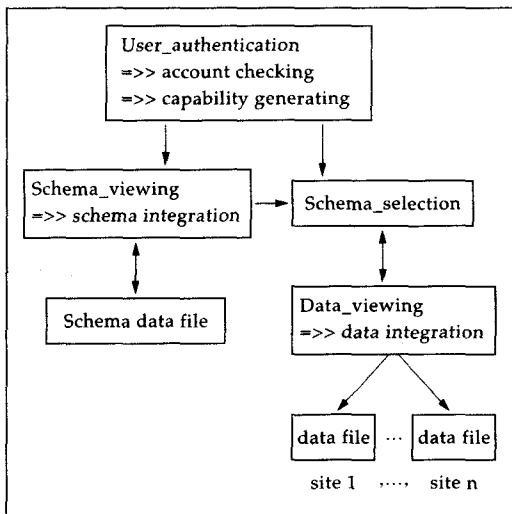 User_authentication
=>> account checking
=>> capability generating
Schema_viewing
=>> schema integration
Schema_selection
Schema data file
Data_viewing
=>> data integration
data file ... data file
site 1 ,...., site n